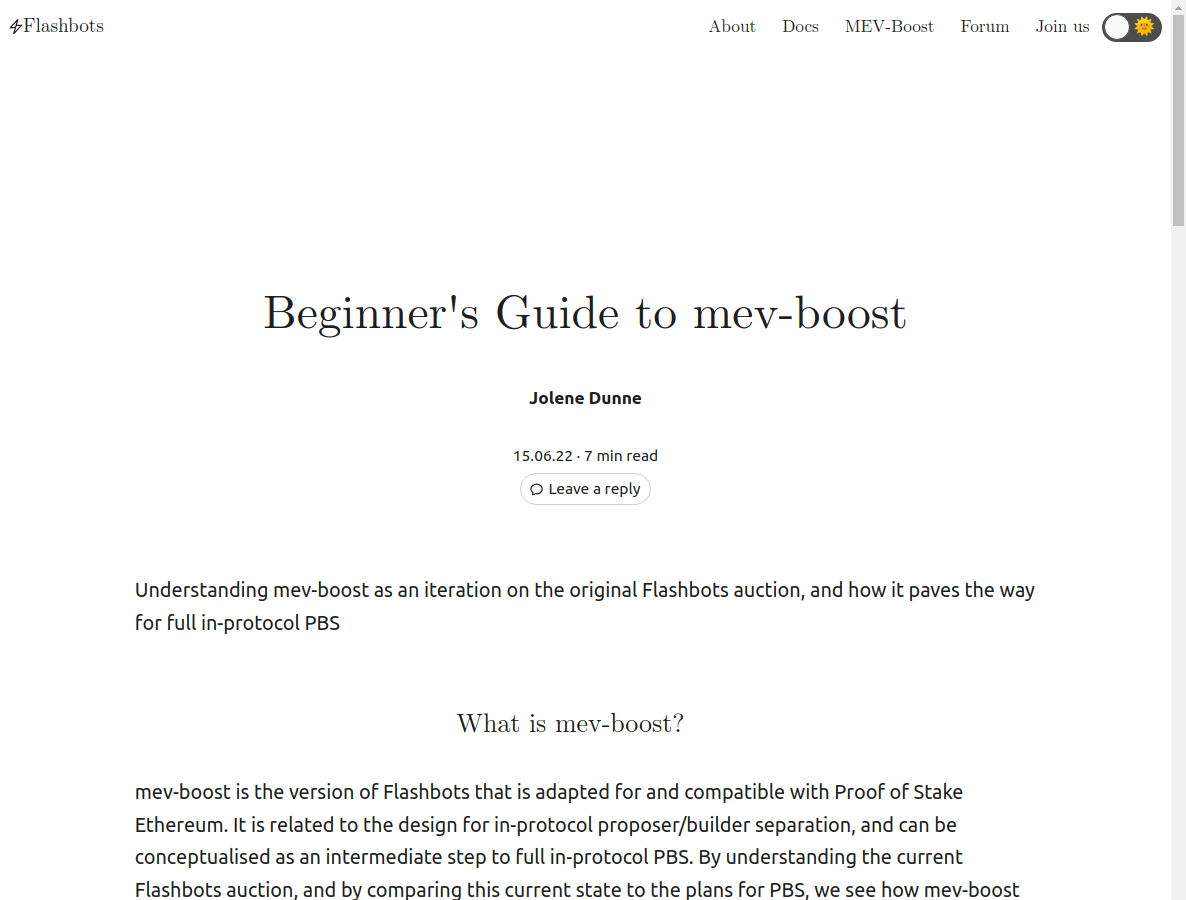 Flashbots
About Docs MEV-Boost Forum Join us
Beginner's Guide to mev-boost
Jolene Dunne
15.06.22 · 7 min read
Leave a reply
Understanding mev-boost as an iteration on the original Flashbots auction, and how it paves the way
for full in-protocol PBS
What is mev-boost?
mev-boost is the version of Flashbots that is adapted for and compatible with Proof of Stake
Ethereum. It is related to the design for in-protocol proposer/builder separation, and can be
conceptualised as an intermediate step to full in-protocol PBS. By understanding the current
Flashbots auction, and by comparing this current state to the plans for PBS, we see how mev-boost